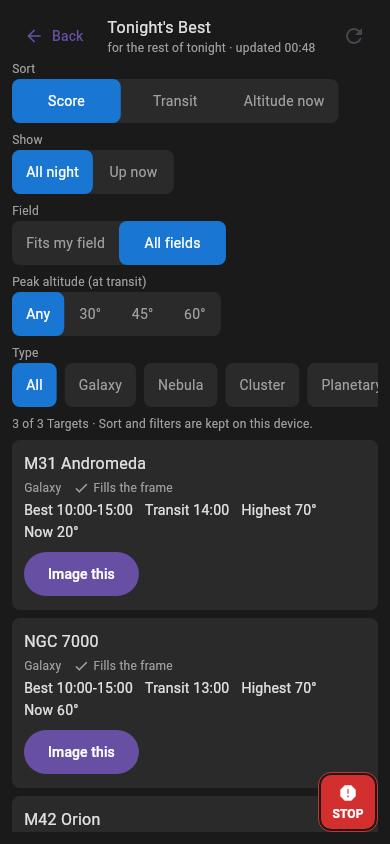 Back
Tonight's Best
for the rest of tonight · updated 00:48
Sort
Score Transit Altitude now
Show
All night Up now
Field
Fits my field All fields
Peak altitude (at transit)
Any 30° 45° 60°
Type
All Galaxy Nebula Cluster Planetary
3 of 3 Targets · Sort and filters are kept on this device.
M31 Andromeda
Galaxy Fills the frame
Best 10:00-15:00 Transit 14:00 Highest 70°
Now 20°
Image this
NGC 7000
Galaxy Fills the frame
Best 10:00-15:00 Transit 13:00 Highest 70°
Now 60°
Image this
M42 Orion
STOP